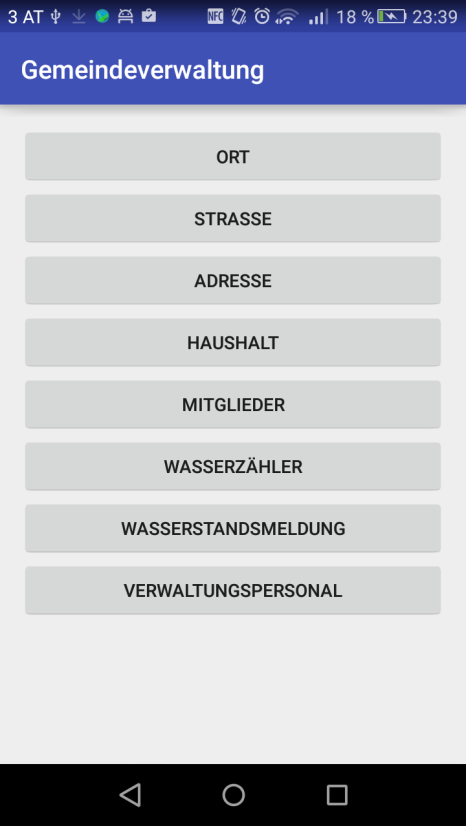 3 AT NFC 18 % 23:39
Gemeindeverwaltung
ORT
STRASSE
ADRESSE
HAUSHALT
MITGLIEDER
WASSERZÄHLER
WASSERSTANDSMELDUNG
VERWALTUNGSPERSONAL